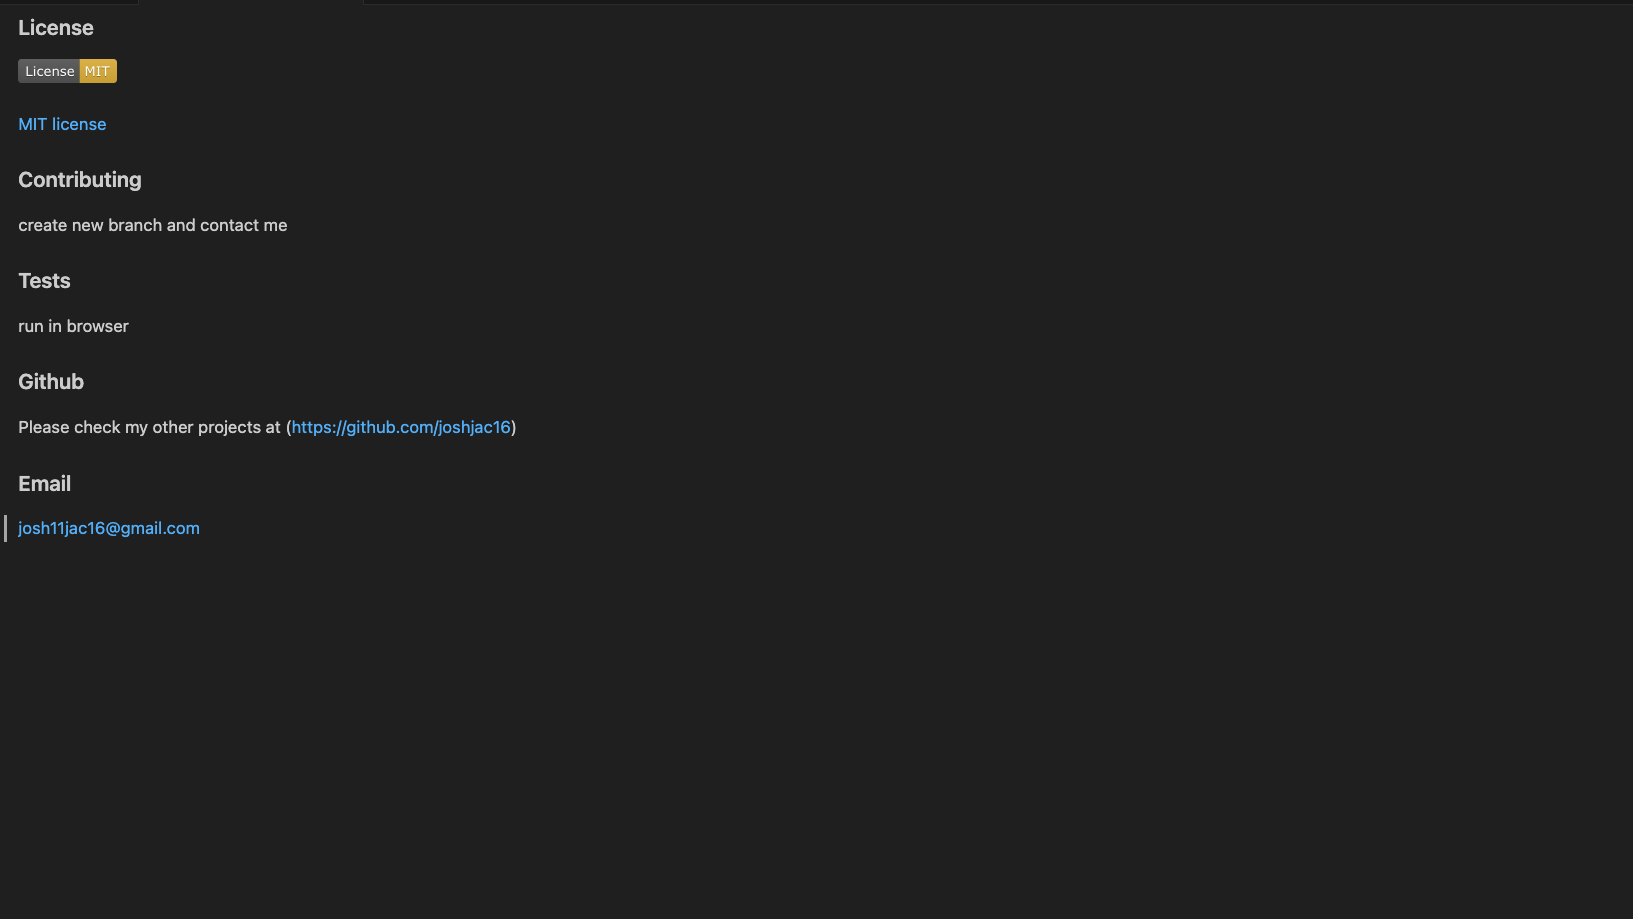 License
License MIT
MIT license
Contributing
create new branch and contact me
Tests
run in browser
Github
Please check my other projects at (https://github.com/joshjac16)
Email
josh11jac16@gmail.com